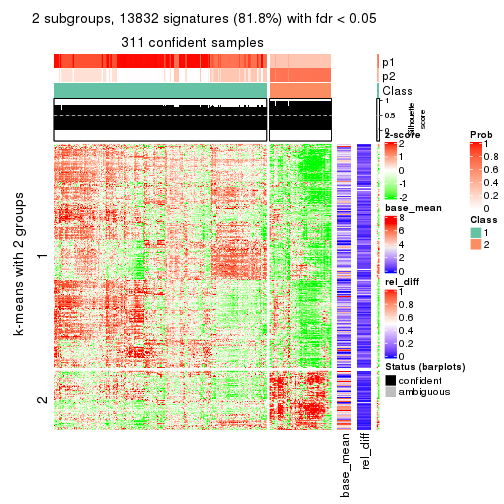 2 subgroups, 13832 signatures (81.8%) with fdr < 0.05
311 confident samples
p1
p2
Class
1
0.5
0
Silhouette
score
k-means with 2 groups
1
2
base_mean
rel_diff
z-score
2
1
0
-1
-2
base_mean
8
6
4
2
0
rel_diff
1
0.8
0.6
0.4
0.2
0
Status (barplots)
confident
ambiguous
Prob
1
0.8
0.6
0.4
0.2
0
Class
1
2